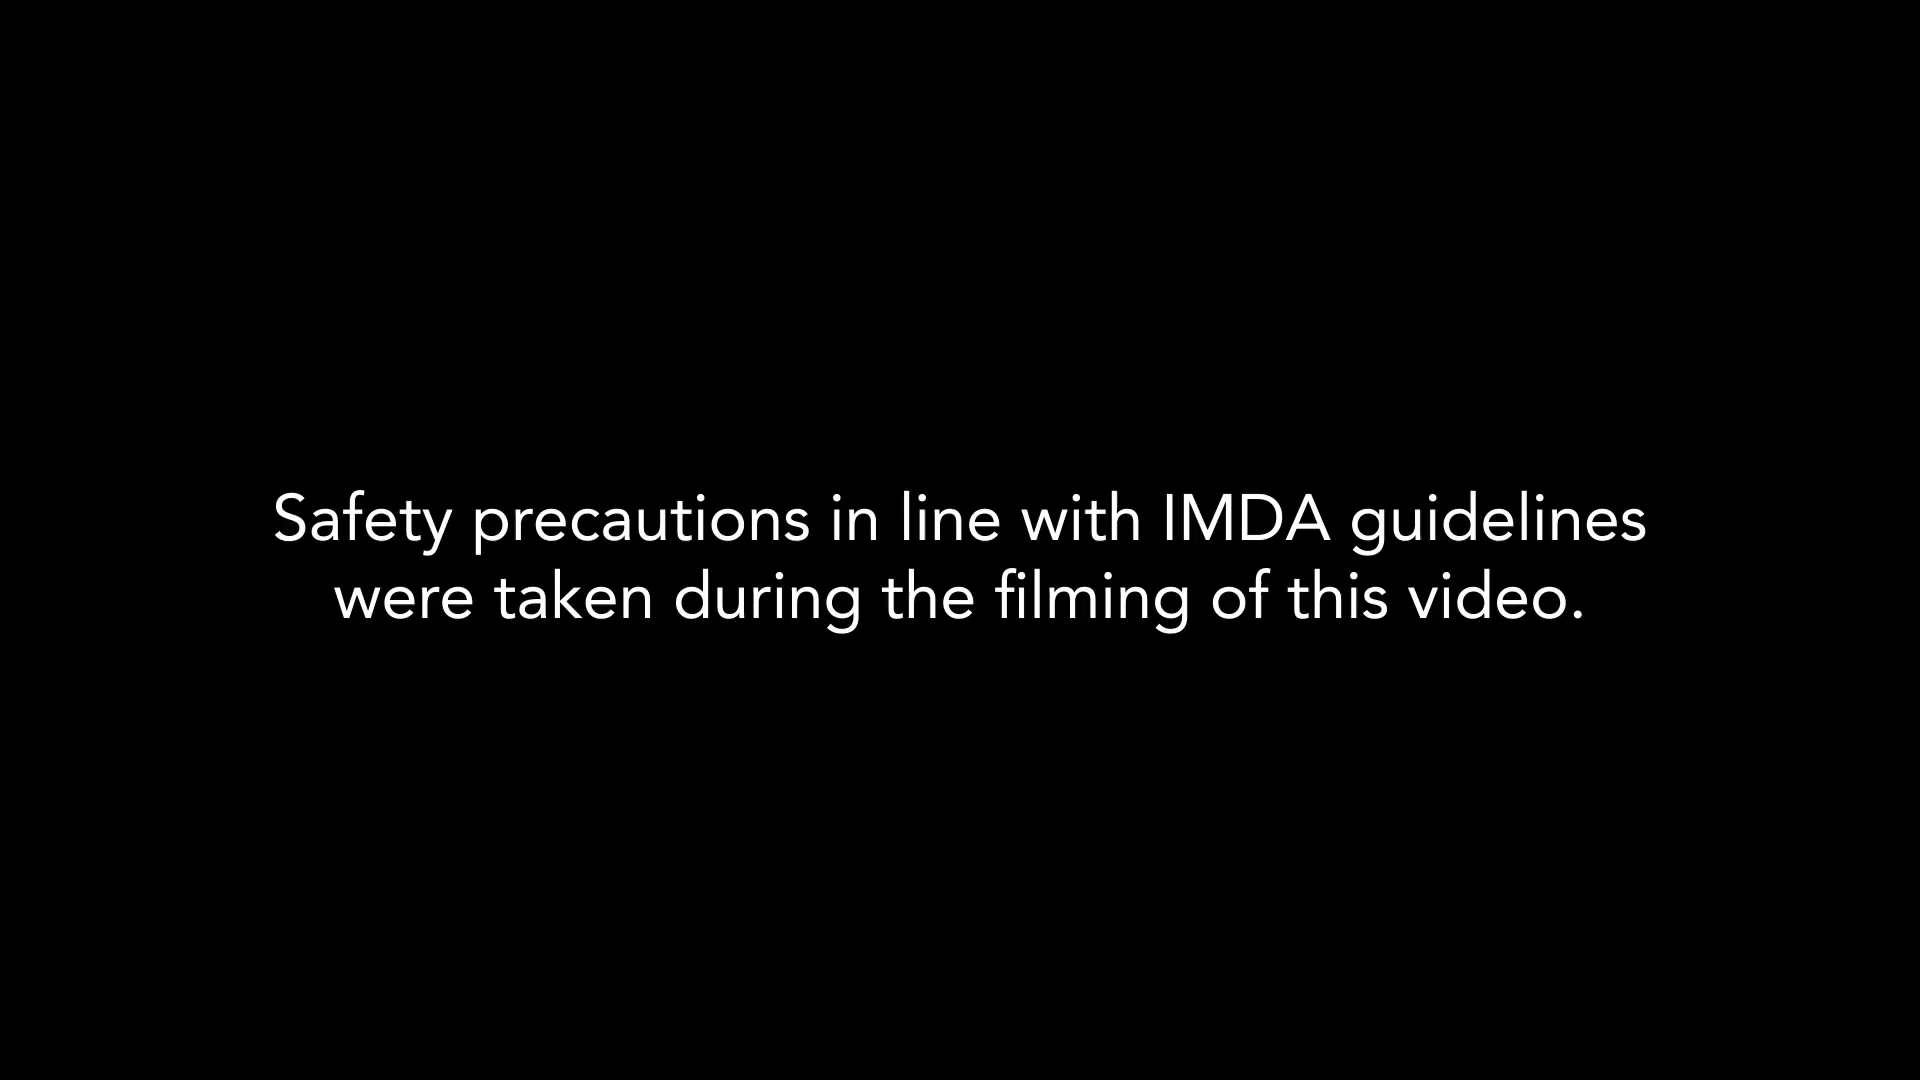 Safety precautions in line with IMDA guidelines
were taken during the filming of this video.